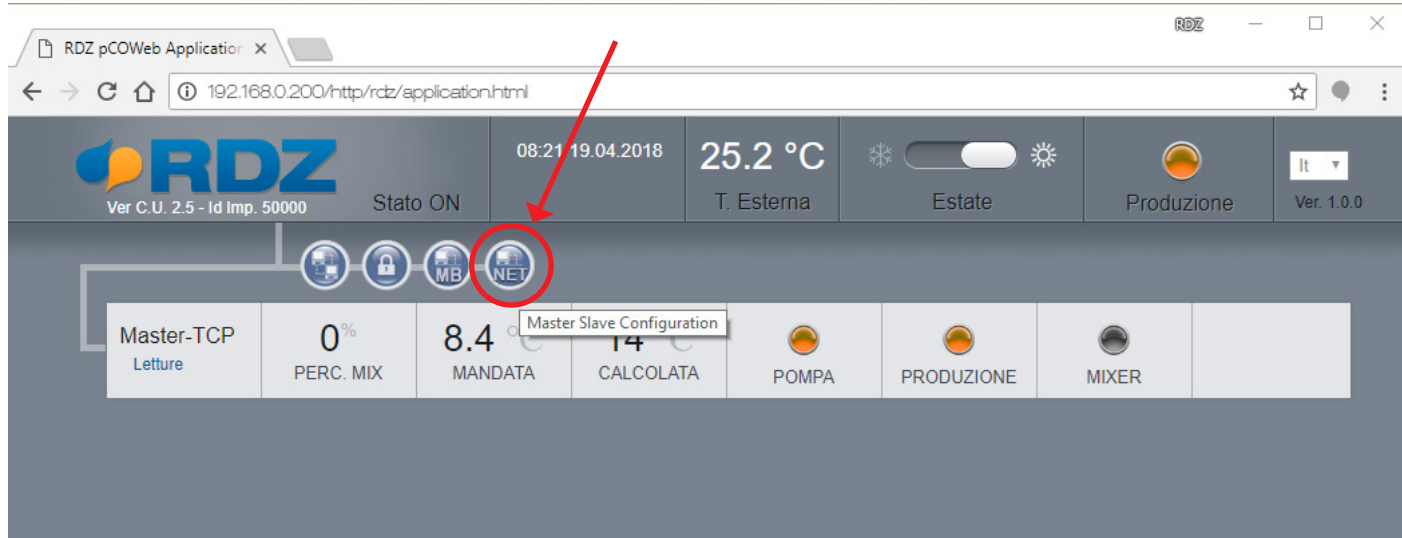 RDZ
RDZ pCOWeb Application
192.168.0.200/http/rdz/application.html
RDZ
Ver C.U. 2.5 - Id Imp. 50000
Stato ON
08:21 19.04.2018
25.2 °C
T. Esterna
Estate
Produzione
It
Ver. 1.0.0
MB
NET
Master Slave Configuration
Master-TCP
Letture
0%
PERC. MIX
8.4 °C
MANDATA
14 °C
CALCOLATA
POMPA
PRODUZIONE
MIXER